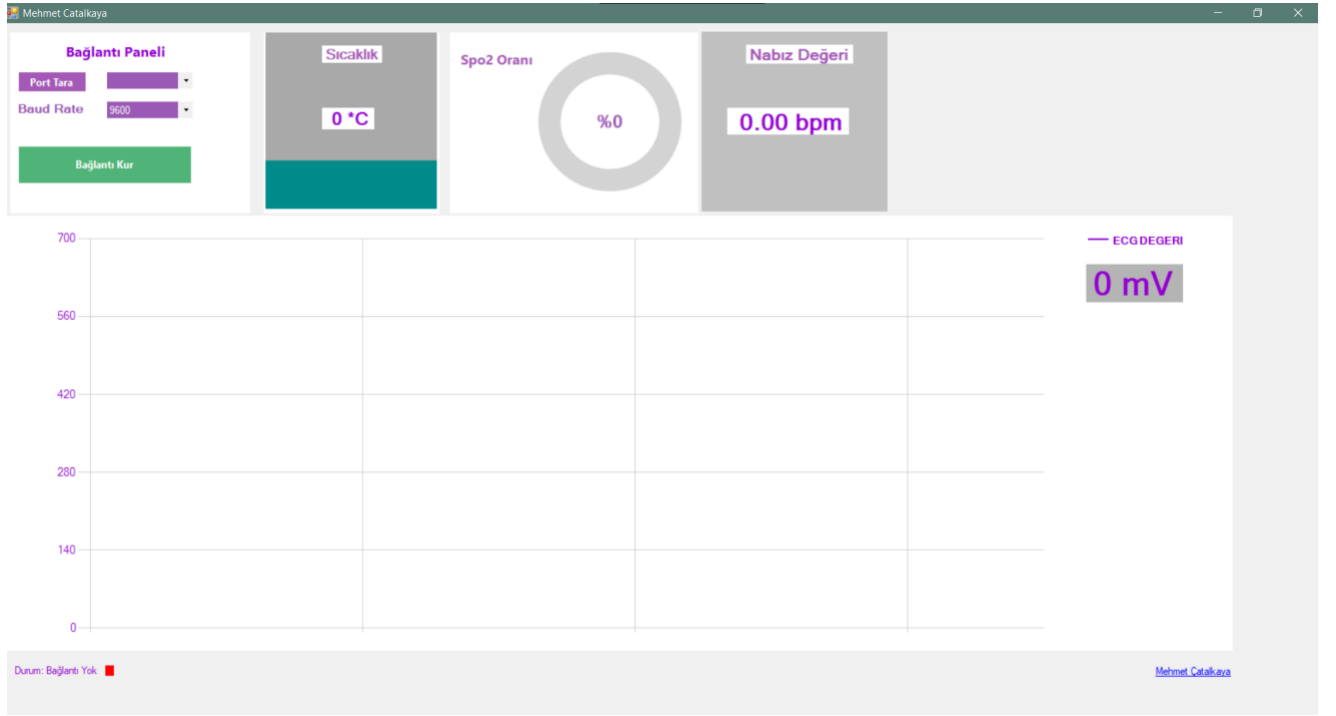 Mehmet Catalkaya
Bağlantı Paneli
Port Tara
Baud Rate 9600
Bağlantı Kur
Sıcaklık
0 *C
Spo2 Oranı
%0
Nabız Değeri
0.00 bpm
700
560
420
280
140
0
ECG DEGERI
0 mV
Durum: Bağlantı Yok
Mehmet Çatalkaya